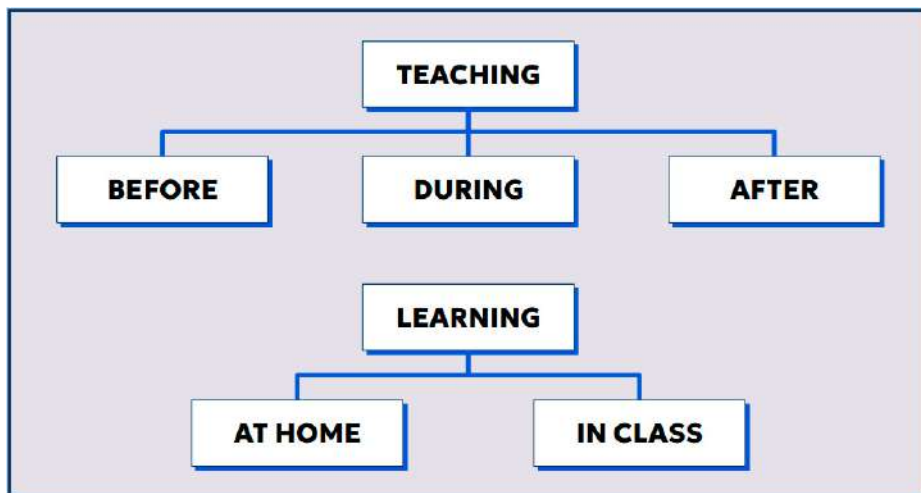 TEACHING
BEFORE DURING AFTER
LEARNING
AT HOME IN CLASS